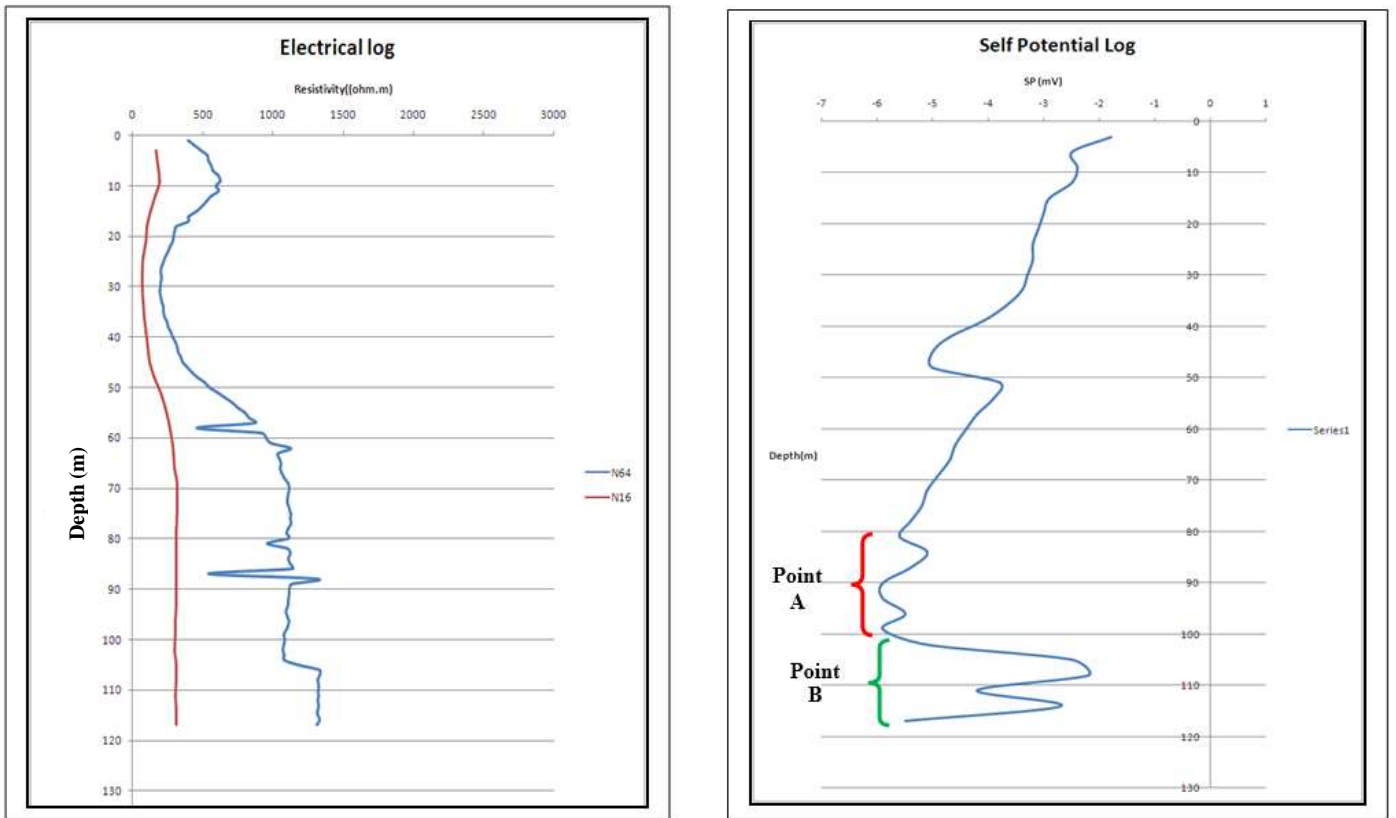 Electrical log
Resistivity((ohm.m)
0 500 1000 1500 2000 2500 3000
0
10
20
30
40
50
60
70
80
90
100
110
120
130
Depth (m)
N64
N16
Self Potential Log
SP (mV)
-7 -6 -5 -4 -3 -2 -1 0 1
0
10
20
30
40
50
60
70
80
90
100
110
120
130
Depth(m)
Series1
Point
A
Point
B